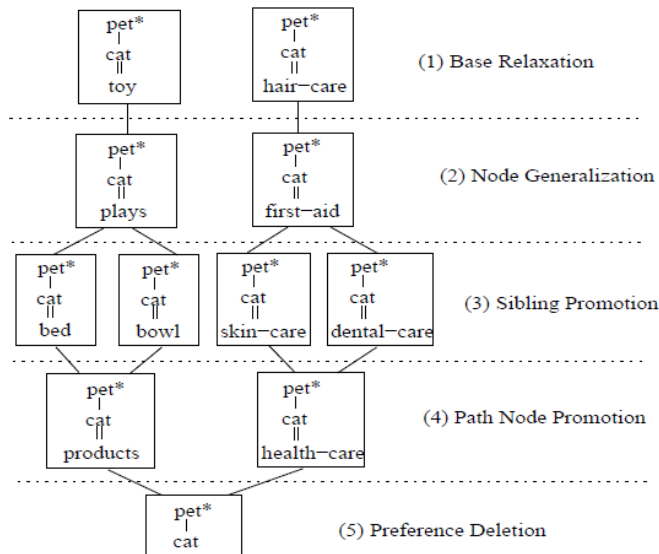 pet* pet*
cat cat
toy hair−care
(1) Base Relaxation
pet* pet*
cat cat
plays first−aid
(2) Node Generalization
pet* pet* pet* pet*
cat cat cat cat
bed bowl skin−care dental−care
(3) Sibling Promotion
pet* pet*
cat cat
products health−care
(4) Path Node Promotion
pet*
cat
(5) Preference Deletion